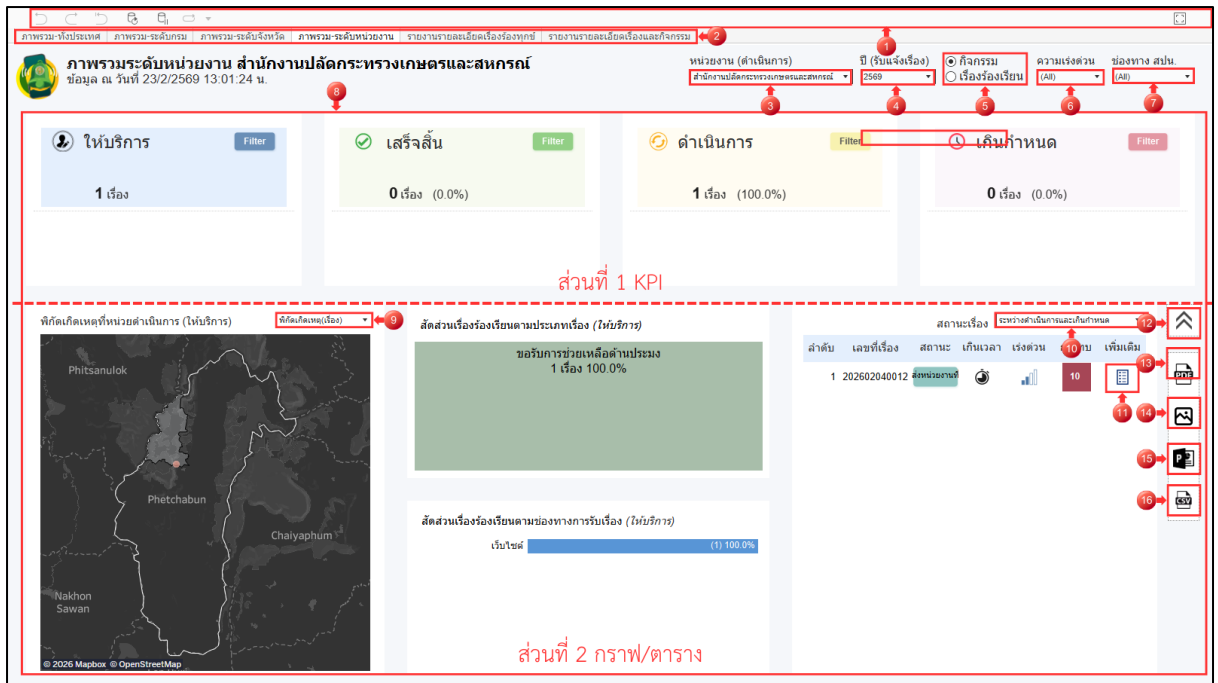 ภาพรวม-ทั่งประเทศ ภาพรวม-ระดับกรม ภาพรวม-ระดับจังหวัด ภาพรวม-ระดับหน่วยงาน รายงานรายละเอียดเรื่องร้องทุกข์ รายงานรายละเอียดเรื่องและกิจกรรม 2
1
ภาพรวมระดับหน่วยงาน สำนักงานปลัดกระทรวงเกษตรและสหกรณ์
ข้อมูล ณ วันที่ 23/2/2569 13:01:24 น.
หน่วยงาน (ดำเนินการ) ปี (รับแจ้งเรื่อง) กิจกรรม ความเร่งด่วน ช่องทาง สปน.
สำนักงานปลัดกระทรวงเกษตรและสหกรณ์ 2569 เรื่องร้องเรียน (All) (All)
8 3 4 5 6 7
ให้บริการ Filter เสร็จสิ้น Filter ดำเนินการ Filter เกินกำหนด Filter
1 เรื่อง 0 เรื่อง (0.0%) 1 เรื่อง (100.0%) 0 เรื่อง (0.0%)
ส่วนที่ 1 KPI
พิกัดเกิดเหตุที่หน่วยดำเนินการ (ให้บริการ) พิกัดเกิดเหตุ(เรื่อง) 9
สัดส่วนเรื่องร้องเรียนตามประเภทเรื่อง (ให้บริการ)
สถานะเรื่อง ระหว่างดำเนินการและเกินกำหนด 12
ขอรับการช่วยเหลือด้านประมง
1 เรื่อง 100.0%
ลำดับ เลขที่เรื่อง สถานะ เกินเวลา เร่งด่วน 10 เพิ่มเติม
1 202602040012 ส่งหน่วยงานที่ 10
13 PDF
11 14
15 P
16 CSV
Phitsanulok
Phetchabun
Chaiyaphum
Nakhon
Sawan
© 2026 Mapbox © OpenStreetMap
สัดส่วนเรื่องร้องเรียนตามช่องทางการรับเรื่อง (ให้บริการ)
เว็บไซต์ (1) 100.0%
ส่วนที่ 2 กราฟ/ตาราง